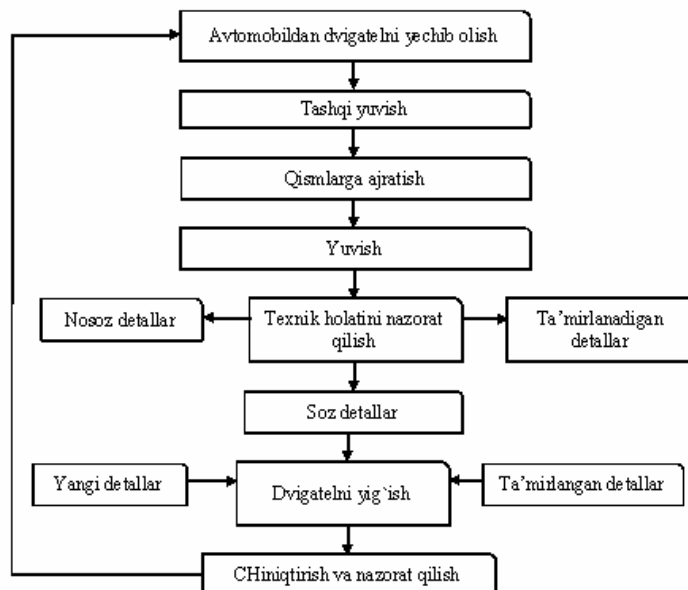 Avtomobildan dvigatelni yechib olish
Tashqi yuvish
Qismlarga ajratish
Yuvish
Nosoz detallar
Texnik holatini nazorat
qilish
Ta’mirlanadigan
detallar
Soz detallar
Yangi detallar
Dvigatelni yig`ish
Ta’mirlangan detallar
CHiniqtirish va nazorat qilish